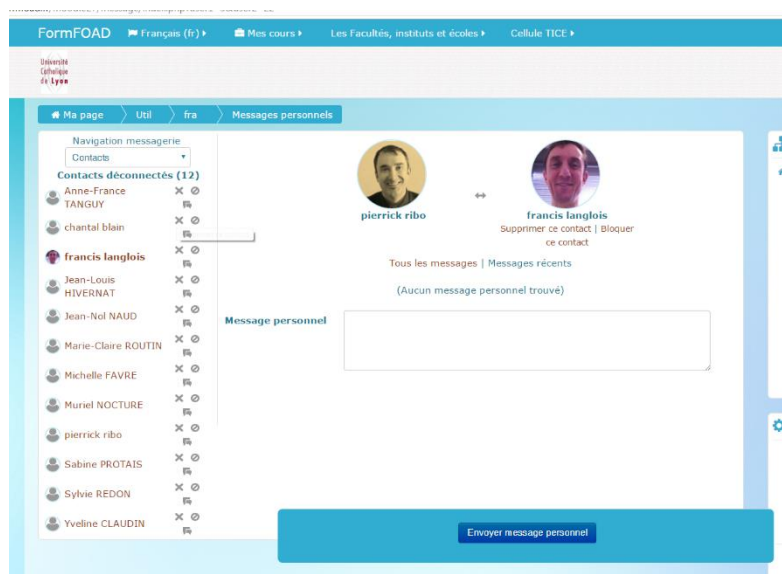 FormFOAD Français (fr) Mes cours Les Facultés, instituts et écoles Cellule TICE
Université
Catholique
de Lyon
Ma page Util fra Messages personnels
Navigation messagerie
Contacts
Contacts déconnectés (12)
Anne-France
TANGUY
chantal blain
francis langlois
Jean-Louis
HIVERNAT
Jean-Nol NAUD
Marie-Claire ROUTIN
Michelle FAVRE
Muriel NOCTURE
pierrick ribo
Sabine PROTAIS
Sylvie REDON
Yveline CLAUDIN
pierrick ribo francis langlois
Supprimer ce contact | Bloquer
ce contact
Tous les messages | Messages récents
(Aucun message personnel trouvé)
Message personnel
Envoyer message personnel